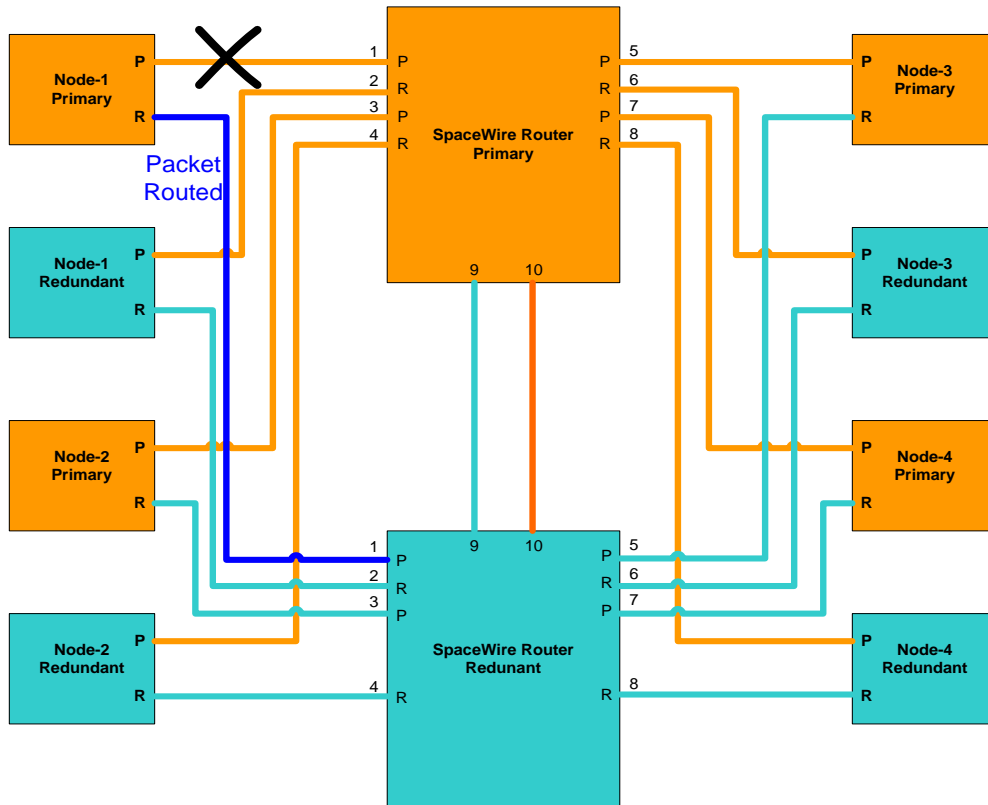 Node-1
Primary
P
R
Packet
Routed
Node-1
Redundant
P
R
Node-2
Primary
P
R
Node-2
Redundant
P
R
1
2
3
4
P
R
P
R
SpaceWire Router
Primary
5
6
7
8
P
R
P
R
9
10
9
10
1
2
3
4
P
R
P
R
SpaceWire Router
Redunant
5
6
7
8
P
R
P
R
Node-3
Primary
P
R
Node-3
Redundant
P
R
Node-4
Primary
P
R
Node-4
Redundant
P
R